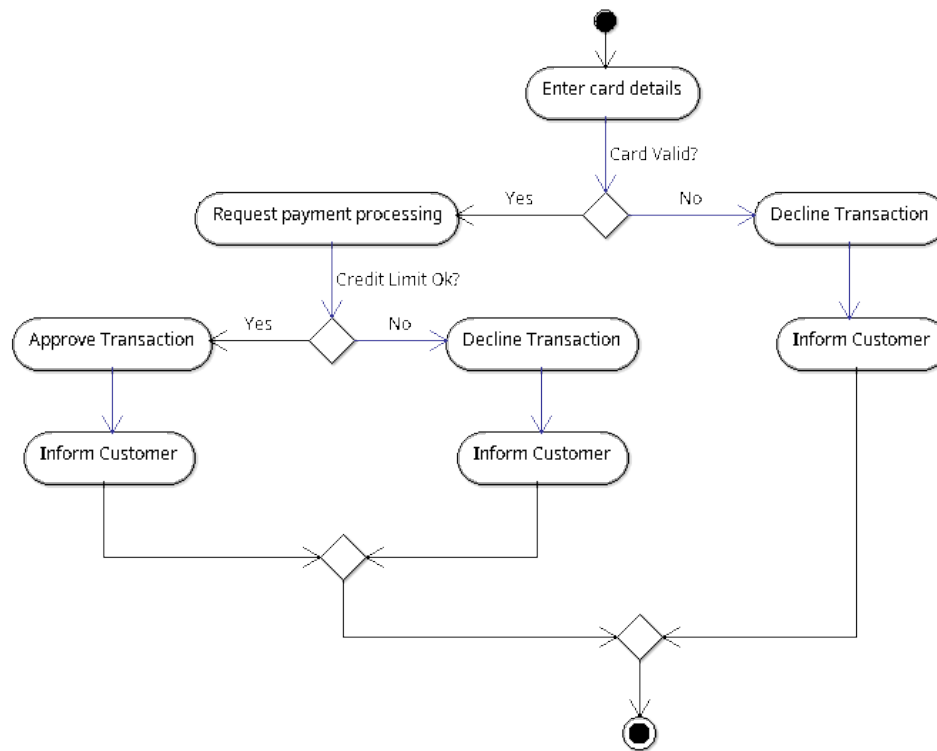 Enter card details
Card Valid?
Yes
No
Request payment processing
Decline Transaction
Credit Limit Ok?
Yes
No
Approve Transaction
Decline Transaction
Inform Customer
Inform Customer
Inform Customer